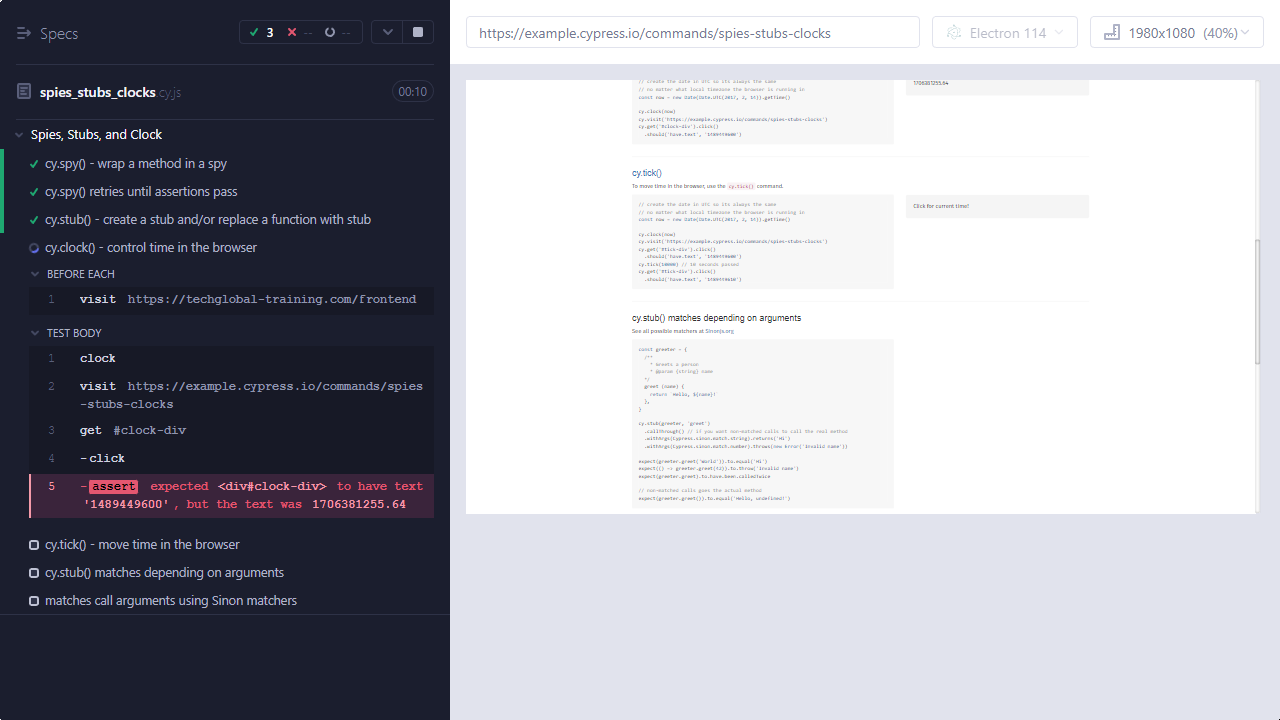 Specs
3
--
--
spy_stubs_clocks cy.js
00:10
Spies, Stubs, and Clock
cy.spy() - wrap a method in a spy
cy.spy() retries until assertions pass
cy.stub() - create a stub and/or replace a function with stub
cy.clock() - control time in the browser
BEFORE EACH
1 visit https://techglobal-training.com/frontend
TEST BODY
1 clock
2 visit http://example.cypress.io/commands/spies
-stubs-clocks
3 get #clock-div
assert expected <div#clock-div> to have text
1489449600, but the text was 1706381255.64
cy.tick() - move time in the browser
cy.stub() matches depending on arguments
matches call arguments using Sinon matchers
https://example.cypress.io/commands/spies-stubs-clocks
Electron 114
1980x1080 (40%)
// create the date in UTC so its always the same
// no matter what local timezone the browser is running in
const now = new Date(Date.UTC(2017, 2, 14)).getTime()
cy.clock(now)
cy.visit('https://example.cypress.io/commands/spies-stubs-clocks')
cy.get('#clock-div').click()
.should('have.text', '1489449600')
1706381255.64
cy.tick()
To move time in the browser, use the cy.tick() command.
// create the date in UTC so its always the same
// no matter what local timezone the browser is running in
const now = new Date(Date.UTC(2017, 2, 14)).getTime()
cy.clock(now)
cy.visit('https://example.cypress.io/commands/spies-stubs-clocks')
cy.get('#tick-div').click()
.should('have.text', '1489449600')
cy.tick(10000) // 10 seconds passed
cy.get('#tick-div').click()
.should('have.text', '1489449610')
Click for current time!
cy.stub() matches depending on arguments
See all possible matchers at Sinonjs.org
const greeter = {
/**
* Greets a person
* @param {string} name
*/
greet (name) {
return `Hello, ${name}!`
},
}
cy.stub(greeter, 'greet')
.callThrough() // if you want non-matched calls to call the real method
.withArgs(Cypress.sinon.match.string).returns('Hi')
.withArgs(Cypress.sinon.match.number).throws(new Error('Invalid name'))
expect(greeter.greet('World')).to.equal('Hi')
expect(() => greeter.greet(42)).to.throw('Invalid name')
expect(greeter.greet).to.have.been.calledTwice
// non-matched calls goes the actual method
expect(greeter.greet()).to.equal('Hello, undefined!')